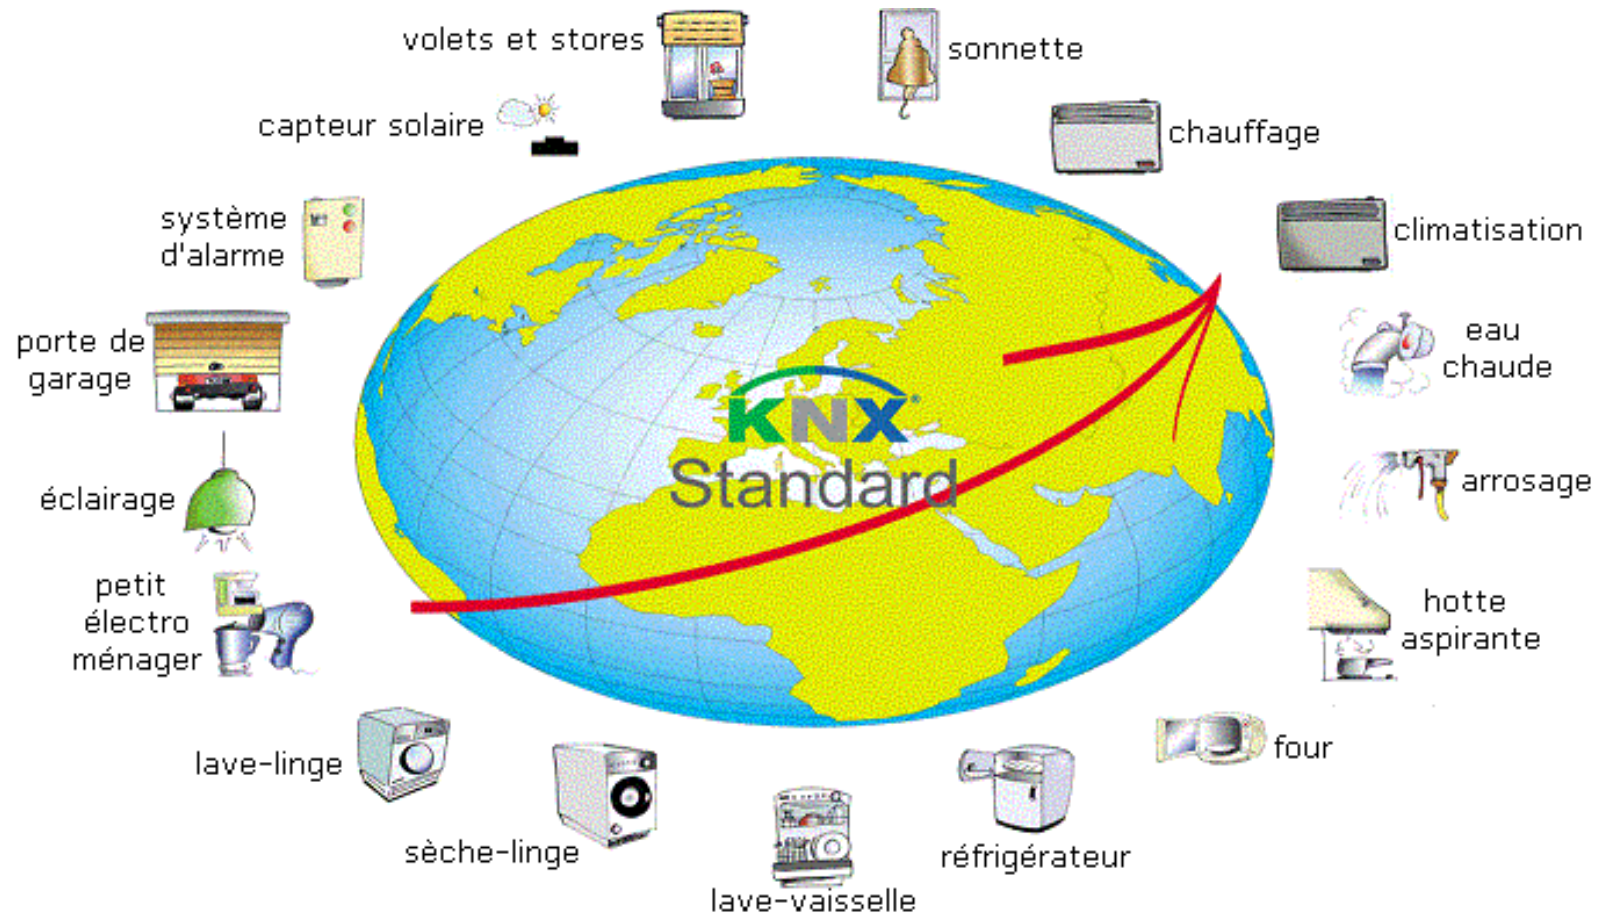 volets et stores
sonnette
capteur solaire
chauffage
système
d'alarme
climatisation
porte de
garage
eau
chaude
KNX®
Standard
éclairage
arrosage
petit
électro
ménager
hotte
aspirante
lave-linge
four
sèche-linge
réfrigérateur
lave-vaisselle